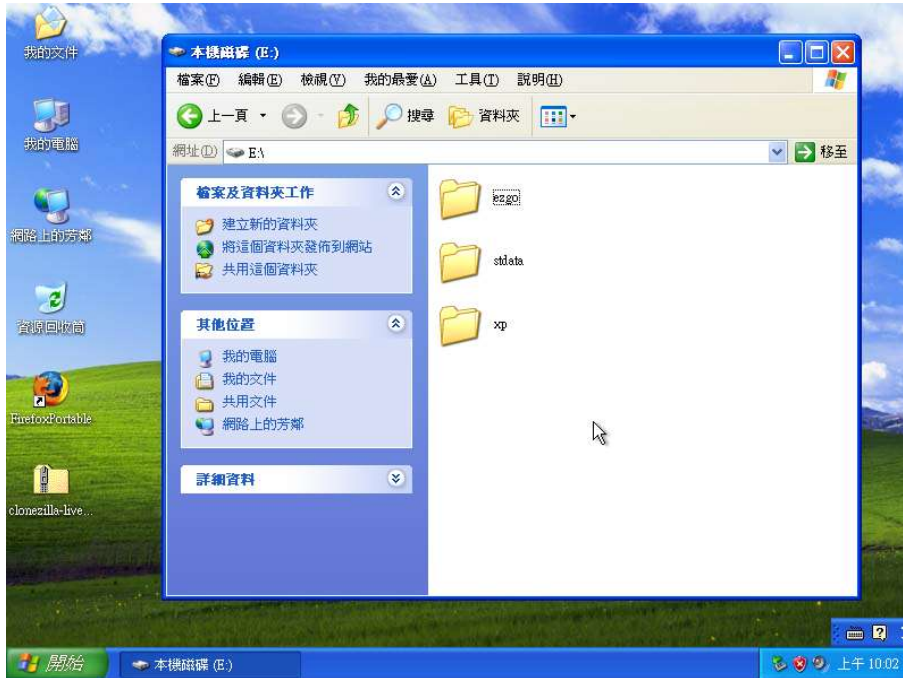 我的文件
我的電腦
網路上的芳鄰
資源回收筒
FirefoxPortable
clonezilla-live...
本機磁碟 (E:)
檔案(F) 編輯(E) 檢視(V) 我的最愛(A) 工具(T) 說明(H)
上一頁 搜尋 資料夾
網址(D) E:\ 移至
檔案及資料夾工作
建立新的資料夾
將這個資料夾發佈到網站
共用這個資料夾
其他位置
我的電腦
我的文件
共用文件
網路上的芳鄰
詳細資料
ezgo
stdata
xp
開始 本機磁碟 (E:) 上午 10:02